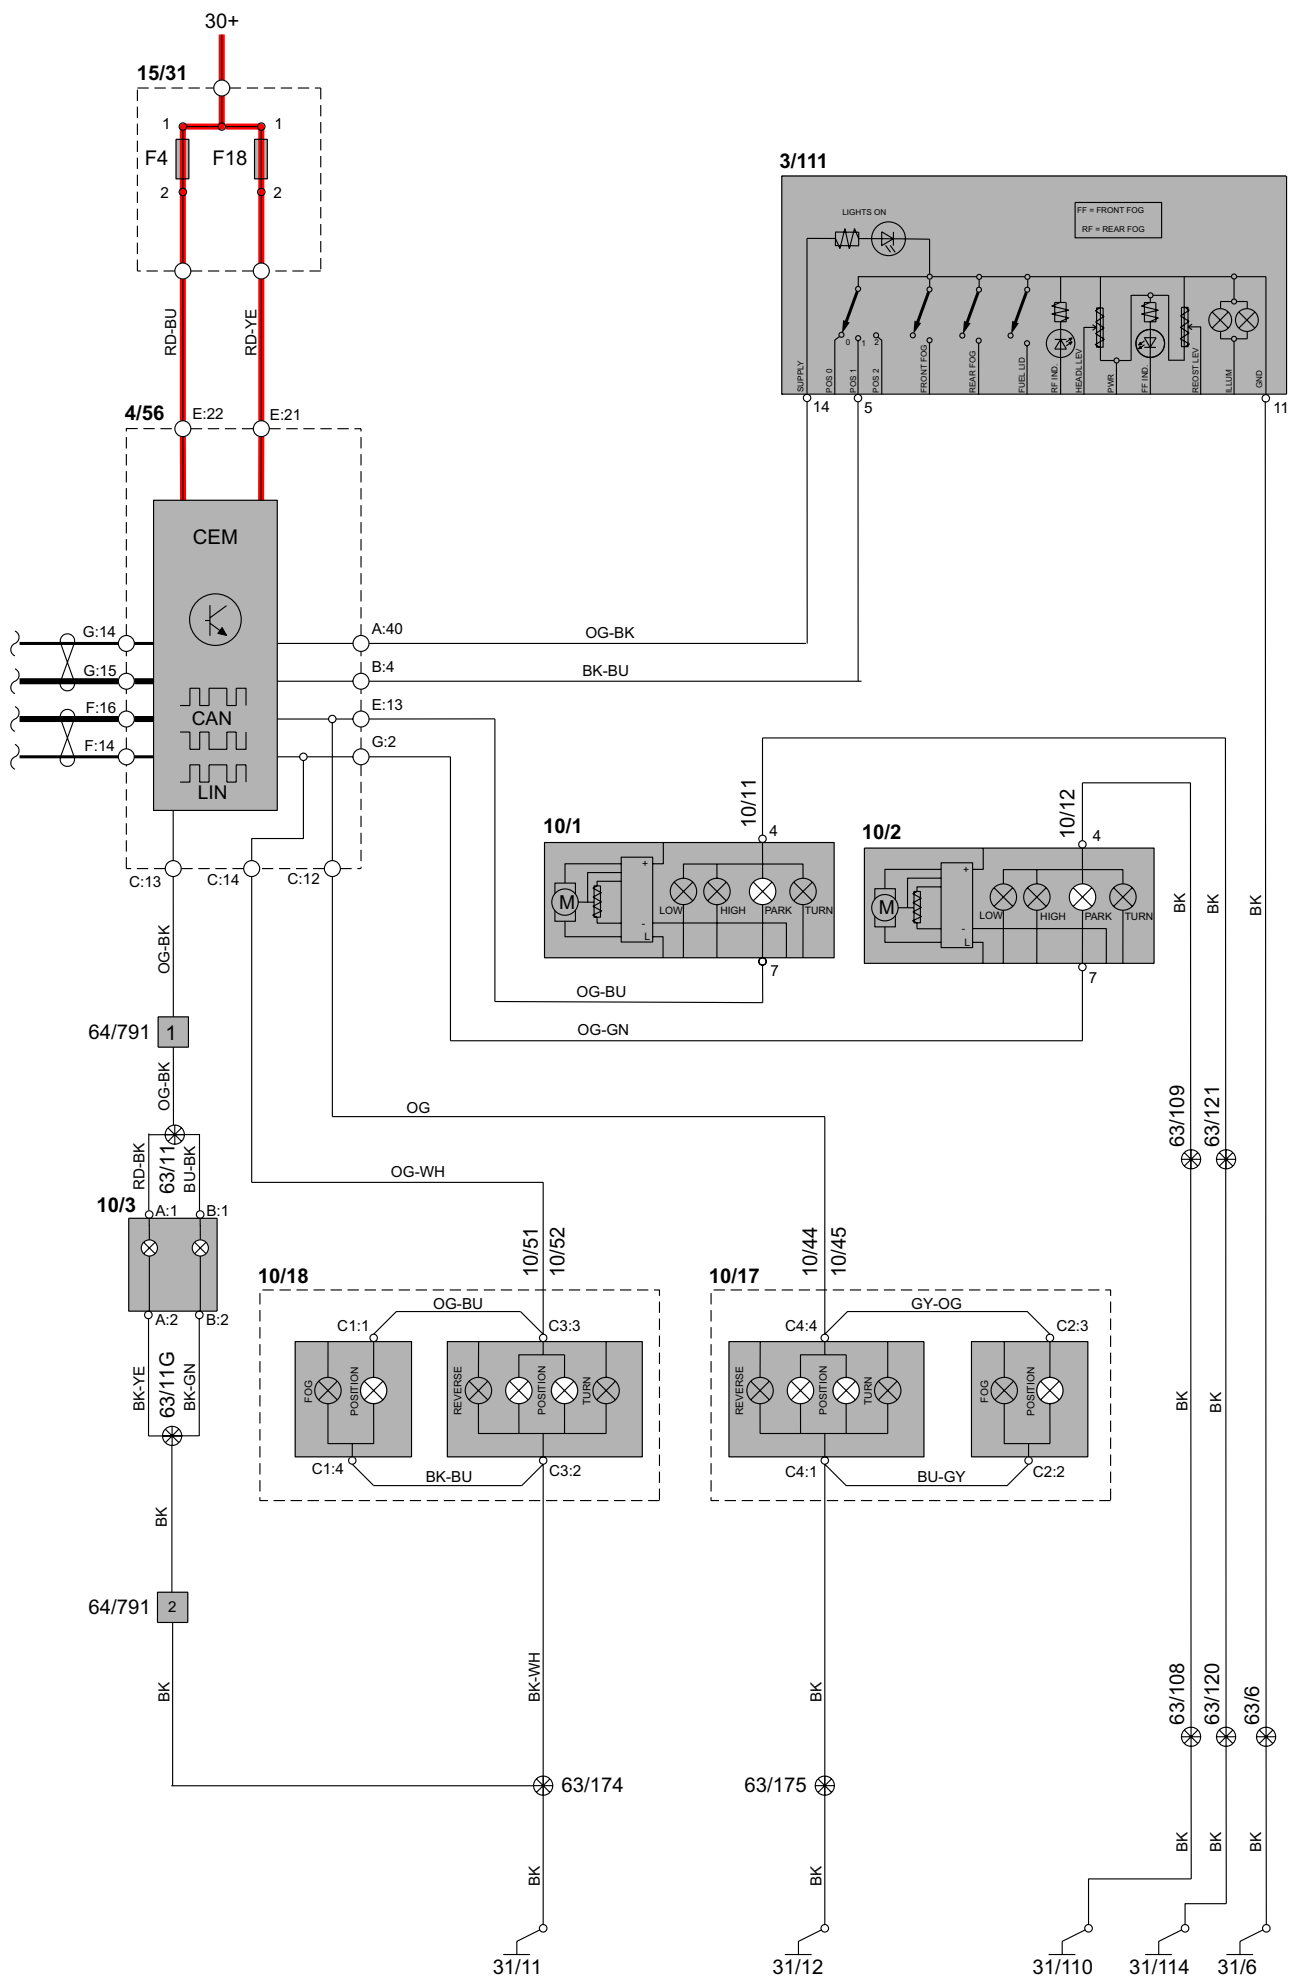 30+
15/31
1
1
F4
F18
2
2
RD-BU
RD-YE
4/56
E:22
E:21
CEM
CAN
LIN
G:14
G:15
F:16
F:14
A:40
B:4
E:13
G:2
OG-BK
BK-BU
C:13
C:14
C:12
3/111
LIGHTS ON
FF = FRONT FOG
RF = REAR FOG
0
1
2
SUPPLY
POS 0
POS 1
POS 2
FRONT FOG
REAR FOG
FUEL LID
RF IND.
HEADL LEV
PWR
FF IND.
REOST LEV
ILLUM
GND
14
5
11
10/11
10/12
10/1
4
M
+
-
L
LOW
HIGH
PARK
TURN
7
10/2
4
M
+
-
L
LOW
HIGH
PARK
TURN
7
BK
BK
BK
OG-BU
OG-GN
OG-BK
64/791
1
OG-BK
OG
OG-WH
63/109
63/121
RD-BK
63/11
BU-BK
10/3
A:1
B:1
A:2
B:2
BK-YE
63/11G
BK-GN
10/51
10/52
10/44
10/45
10/18
OG-BU
C1:1
C3:3
FOG
POSITION
REVERSE
POSITION
TURN
C1:4
BK-BU
C3:2
10/17
GY-OG
C4:4
C2:3
REVERSE
POSITION
TURN
FOG
POSITION
C4:1
BU-GY
C2:2
BK
BK
BK
64/791
2
BK
BK-WH
BK
63/108
63/120
63/6
63/174
63/175
BK
BK
BK
BK
BK
31/11
31/12
31/110
31/114
31/6